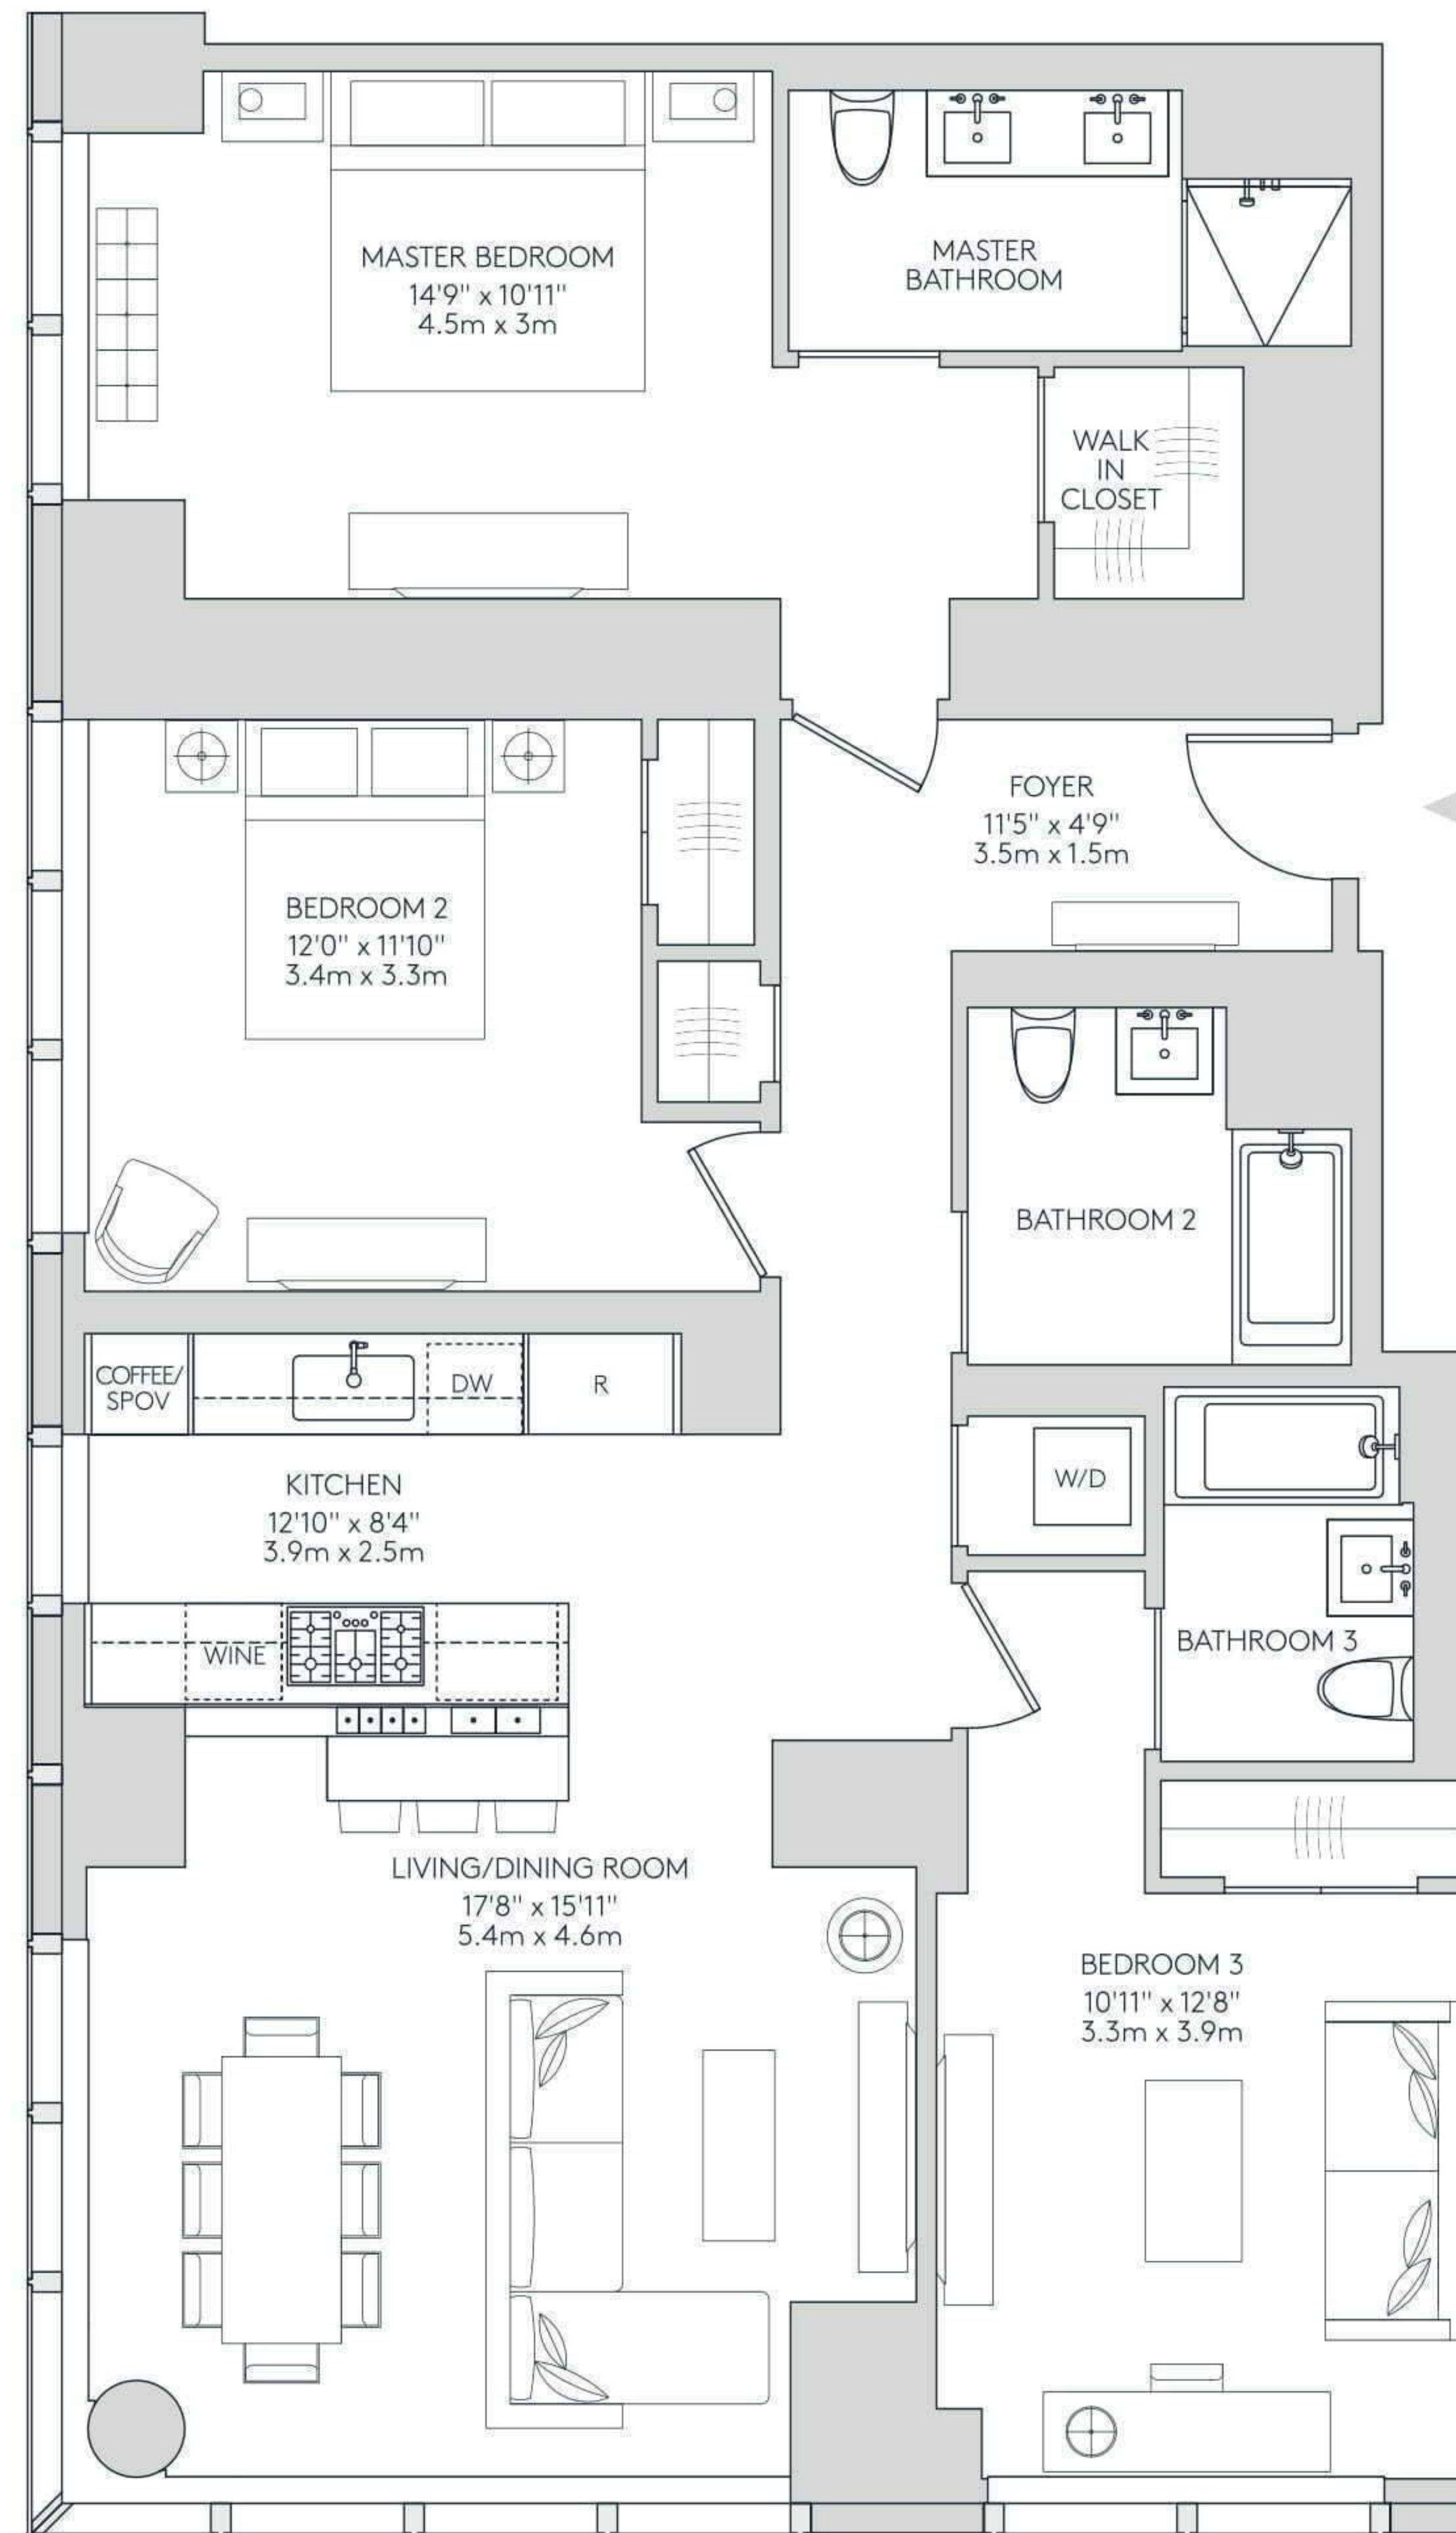 MASTER BEDROOM
14'9" x 10'11"
4.5m x 3m
MASTER
BATHROOM
WALK
IN
CLOSET
FOYER
11'5" x 4'9"
3.5m x 1.5m
BEDROOM 2
12'0" x 11'10"
3.4m x 3.3m
BATHROOM 2
COFFEE/
SPOV
DW
R
KITCHEN
12'10" x 8'4"
3.9m x 2.5m
W/D
WINE
BATHROOM 3
LIVING/DINING ROOM
17'8" x 15'11"
5.4m x 4.6m
BEDROOM 3
10'11" x 12'8"
3.3m x 3.9m